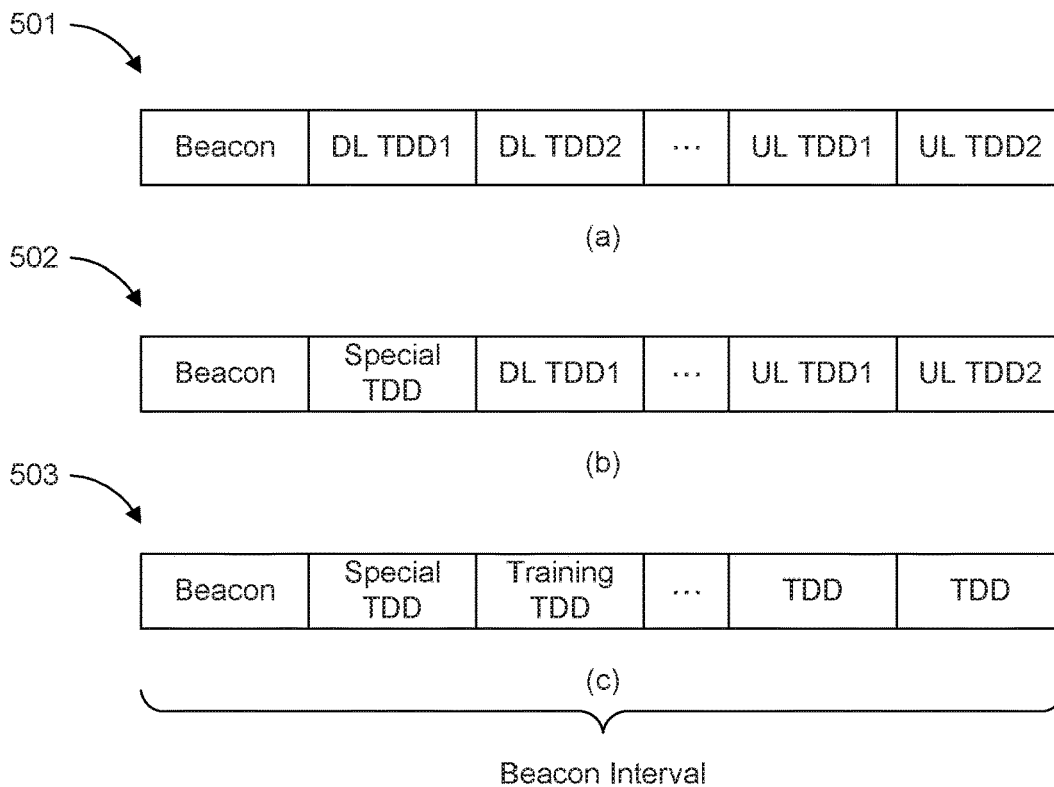 501
Beacon DL TDD1 DL TDD2 ... UL TDD1 UL TDD2
(a)
502
Beacon Special TDD DL TDD1 ... UL TDD1 UL TDD2
(b)
503
Beacon Special TDD Training TDD ... TDD TDD
(c)
Beacon Interval